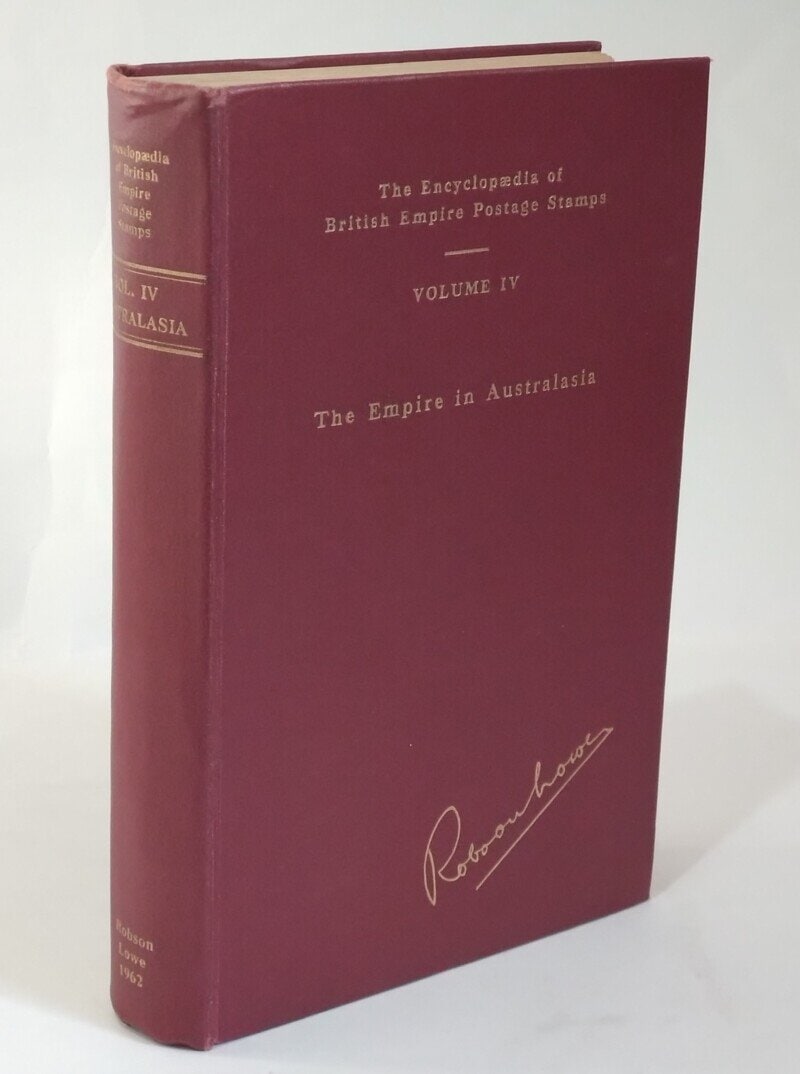 Encyclopædia
of British
Empire
Postage
Stamps
VOL. IV
AUSTRALASIA
Robson
Lowe
1962
The Encyclopædia of
British Empire Postage Stamps
VOLUME IV
The Empire in Australasia
Robson Lowe